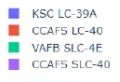 KSC LC-39A
CCAFS LC-40
VAFB SLC-4E
CCAFS SLC-40